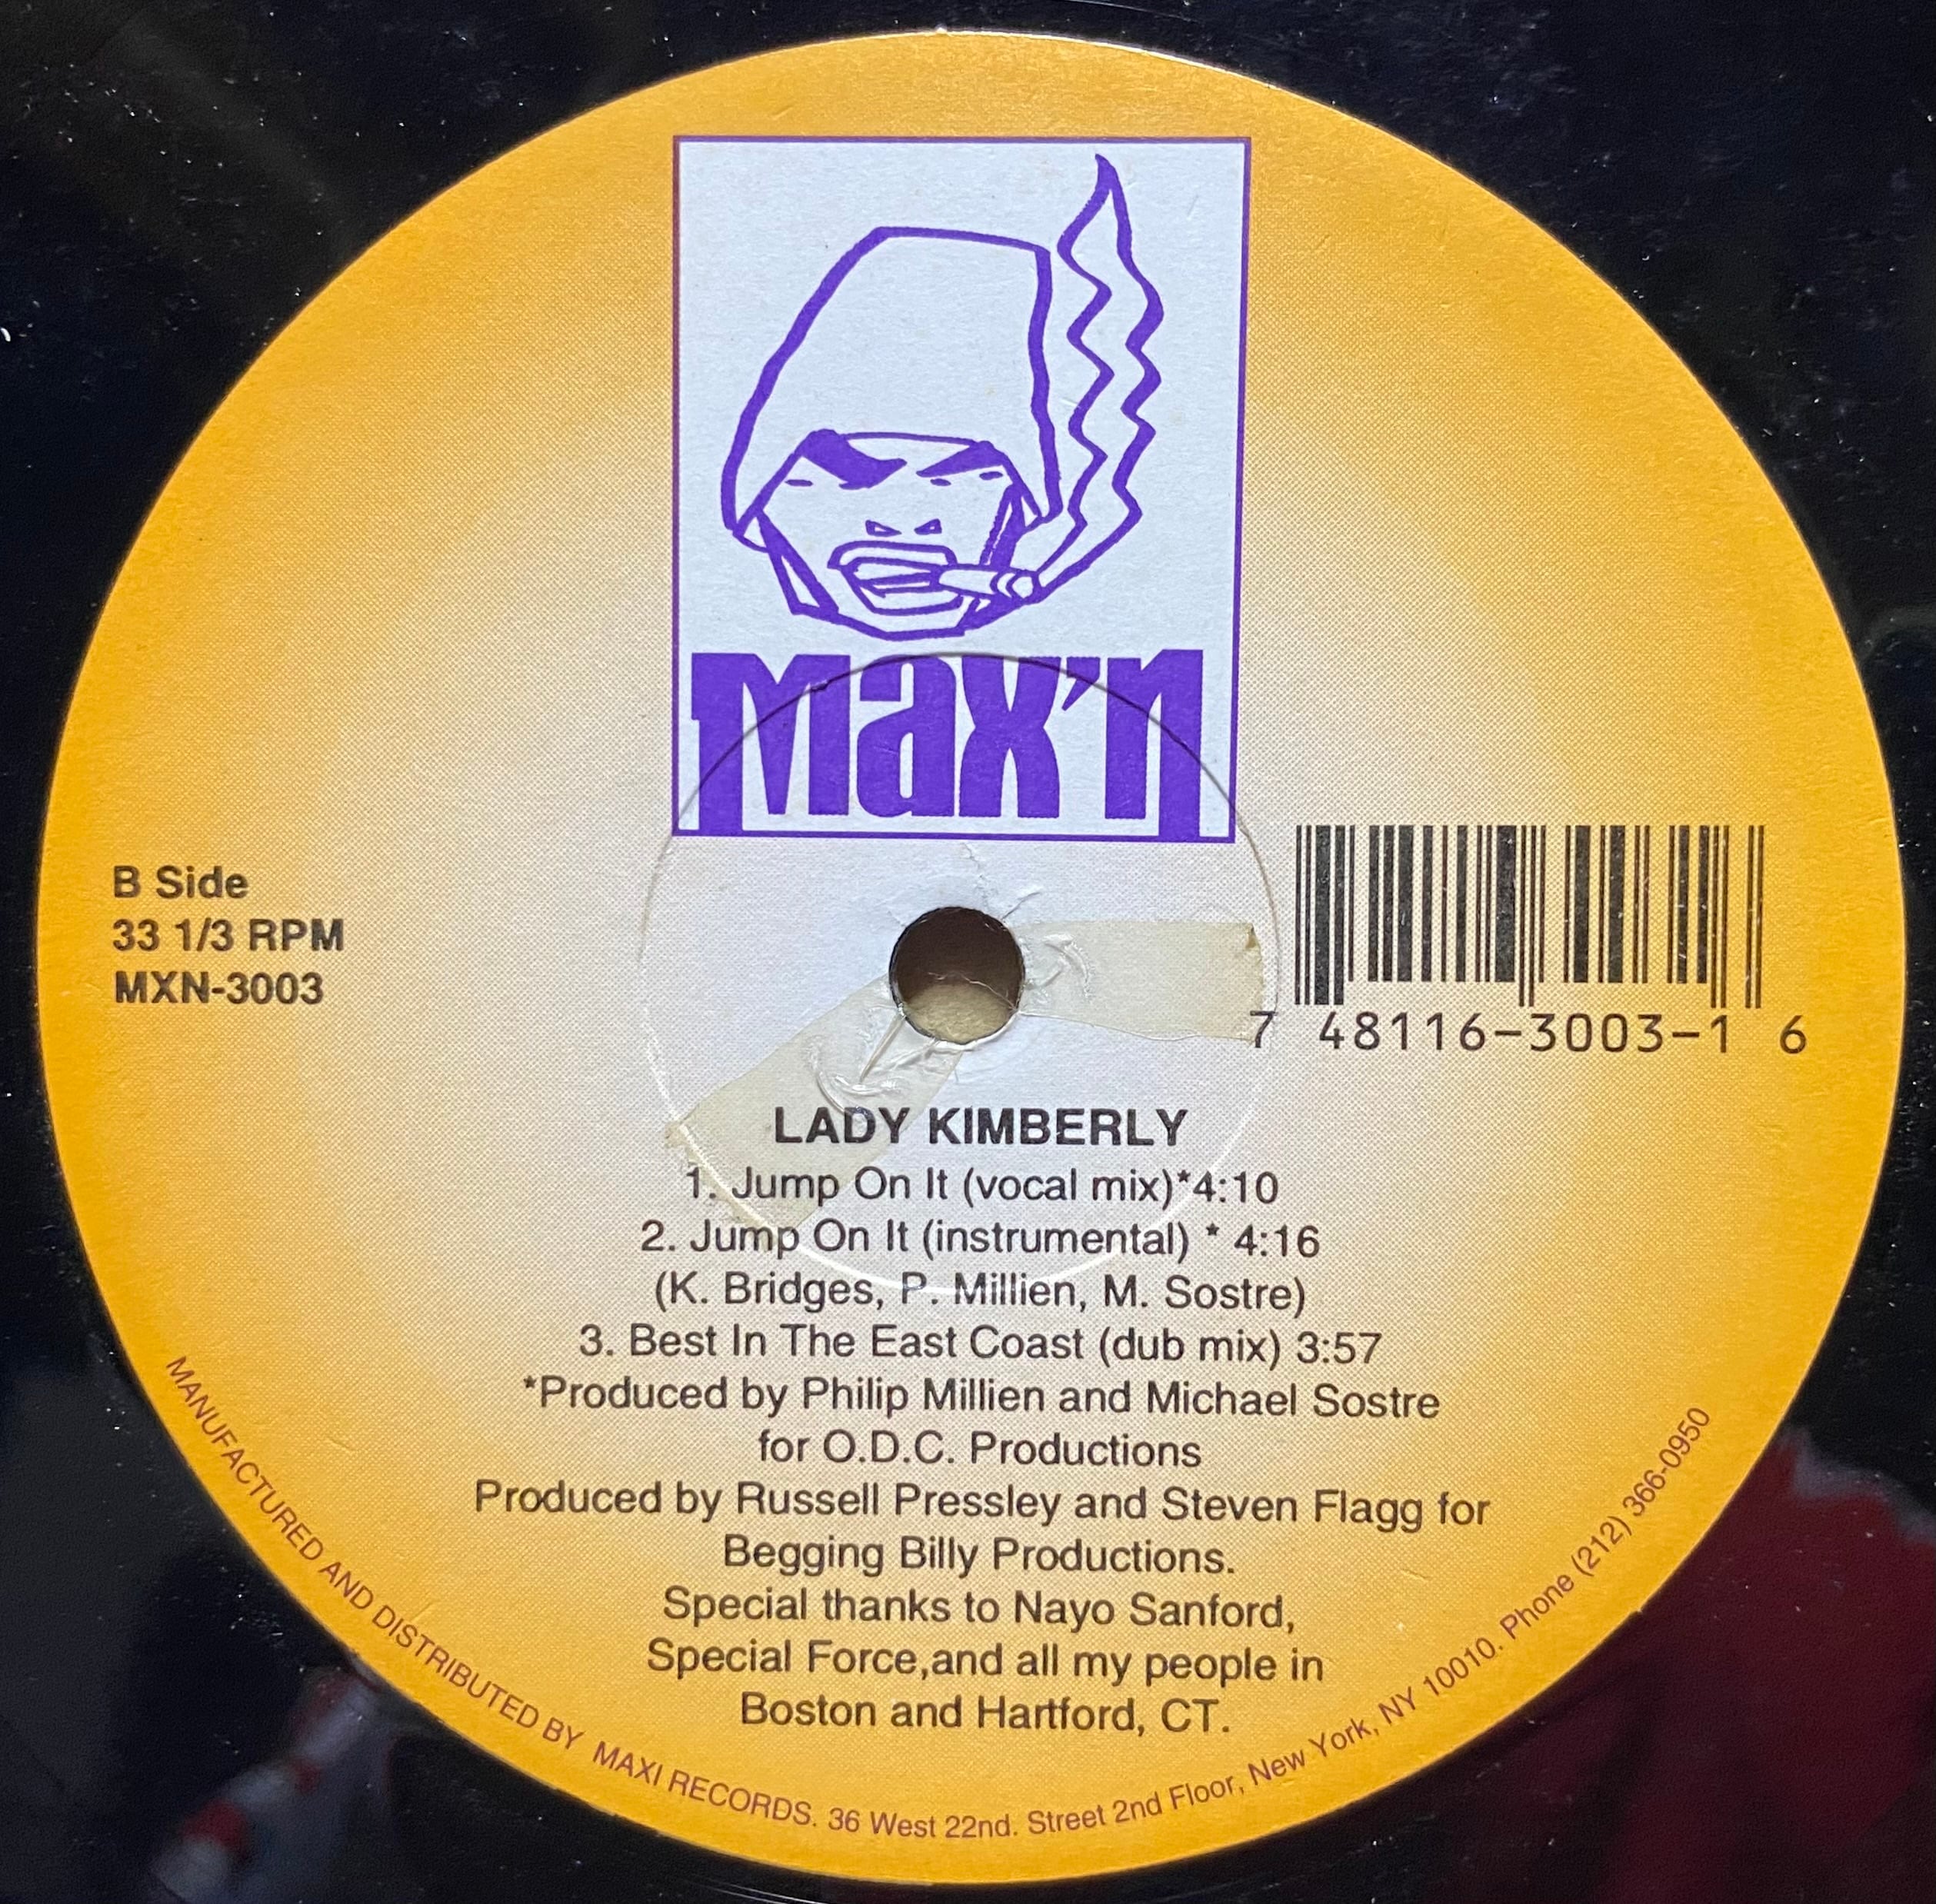 max'n
B Side
33 1/3 RPM
MXN-3003
7 48116-3003-1 6
LADY KIMBERLY
1. Jump On It (vocal mix)*4:10
2. Jump On It (instrumental) * 4:16
(K. Bridges, P. Millien, M. Sostre)
3. Best In The East Coast (dub mix) 3:57
*Produced by Philip Millien and Michael Sostre
for O.D.C. Productions
Produced by Russell Pressley and Steven Flagg for
Begging Billy Productions.
Special thanks to Nayo Sanford,
Special Force,and all my people in
Boston and Hartford, CT.
MANUFACTURED AND DISTRIBUTED BY MAXI RECORDS. 36 West 22nd. Street 2nd Floor, New York, NY 10010. Phone (212) 366-0950